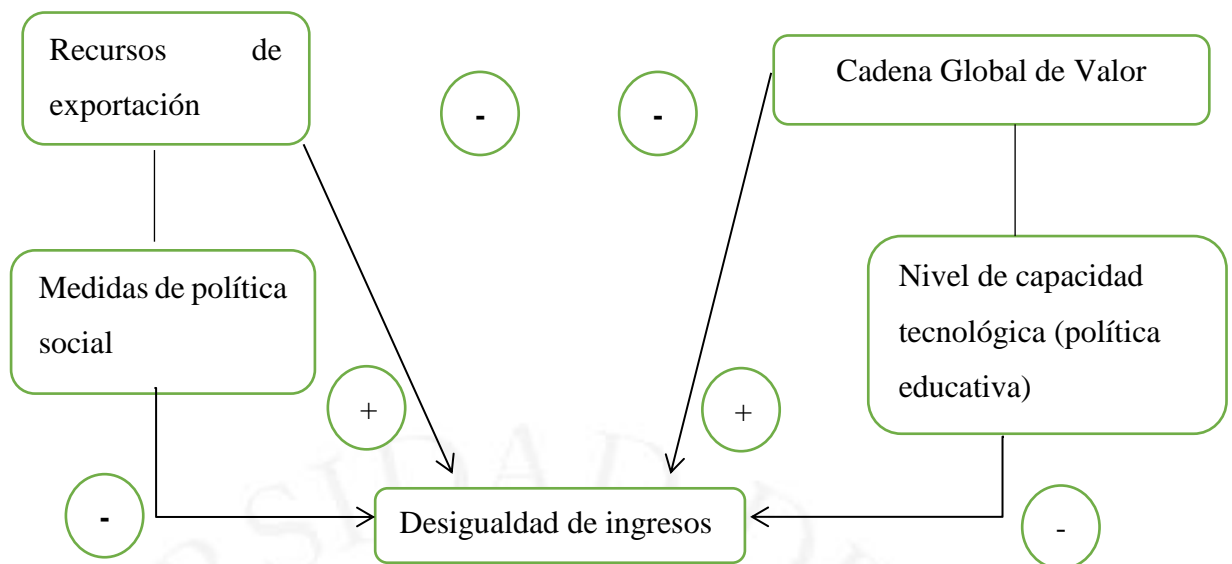 Recursos de
exportación
-
-
Cadena Global de Valor
Medidas de política
social
Nivel de capacidad
tecnológica (política
educativa)
+
+
-
Desigualdad de ingresos
-